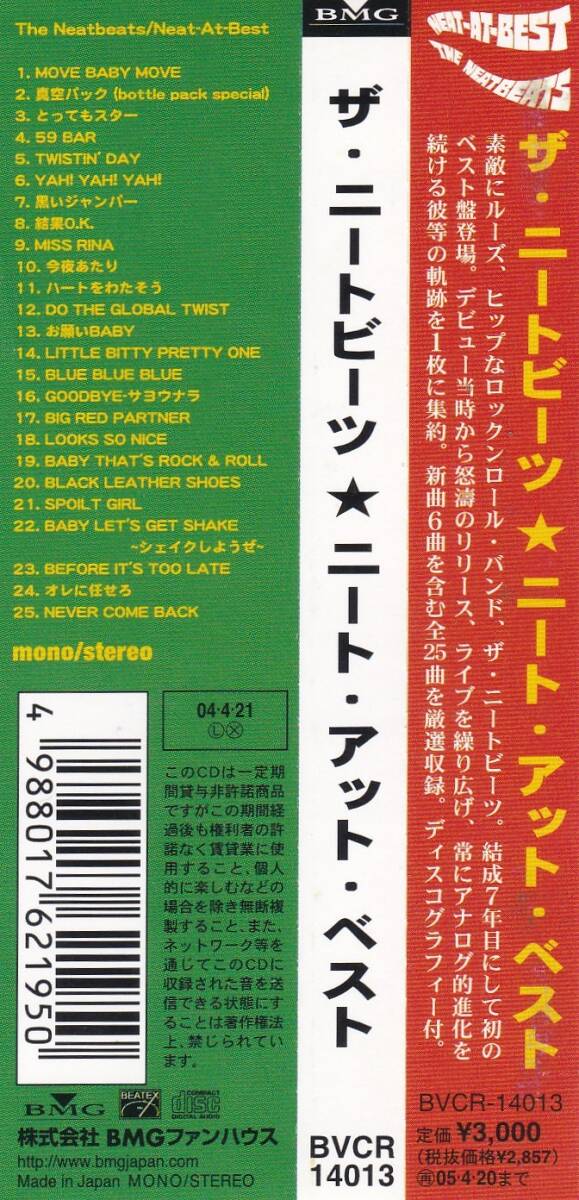 The Neatbeats/Neat-At-Best
1. MOVE BABY MOVE
2. 真空パック (bottle pack special)
3. とってもスター
4. 59 BAR
5. TWISTIN' DAY
6. YAH! YAH! YAH!
7. 黒いジャンパー
8. 結果O.K.
9. MISS RINA
10. 今夜あたり
11. ハートをわたそう
12. DO THE GLOBAL TWIST
13. お願いBABY
14. LITTLE BITTY PRETTY ONE
15. BLUE BLUE BLUE
16. GOODBYE-サヨウナラ
17. BIG RED PARTNER
18. LOOKS SO NICE
19. BABY THAT'S ROCK & ROLL
20. BLACK LEATHER SHOES
21. SPOILT GIRL
22. BABY LET'S GET SHAKE
~シェイクしようぜ~
23. BEFORE IT'S TOO LATE
24. オレに任せろ
25. NEVER COME BACK
mono/stereo
4 988017 621950
04・4・21
Ⓛ Ⓧ
このCDは一定期
間貸与非許諾商品
ですがこの期間経
過後も権利者の許
諾なく賃貸業に使
用すること、個人
的に楽しむなどの
場合を除き無断複
製すること、また、
ネットワーク等を
通じてこのCDに
収録された音を送
信できる状態にす
ることは著作権法
上、禁じられてい
ます。
BMG
BEATEX
COMPACT
disc
DIGITAL AUDIO
株式会社 BMGファンハウス
http://www.bmgjapan.com
Made in Japan MONO/STEREO
BMG
ザ・ニートビーツ ★ ニート・アット・ベスト
BVCR
14013
NEAT-AT-BEST
THE NEATBEATS
ザ・ニートビーツ ★ ニート・アット・ベスト
素敵にルーズ、ヒップなロックンロール・バンド、ザ・ニートビーツ。結成7年目にして初の
ベスト盤登場。デビュー当時から怒濤のリリース、ライブを繰り広げ、常にアナログ的進化を
続ける彼等の軌跡を1枚に集約。新曲6曲を含む全25曲を厳選収録。ディスコグラフィー付。
BVCR-14013
定価 ¥3,000
(税抜価格¥2,857)
㊢05・4・20まで